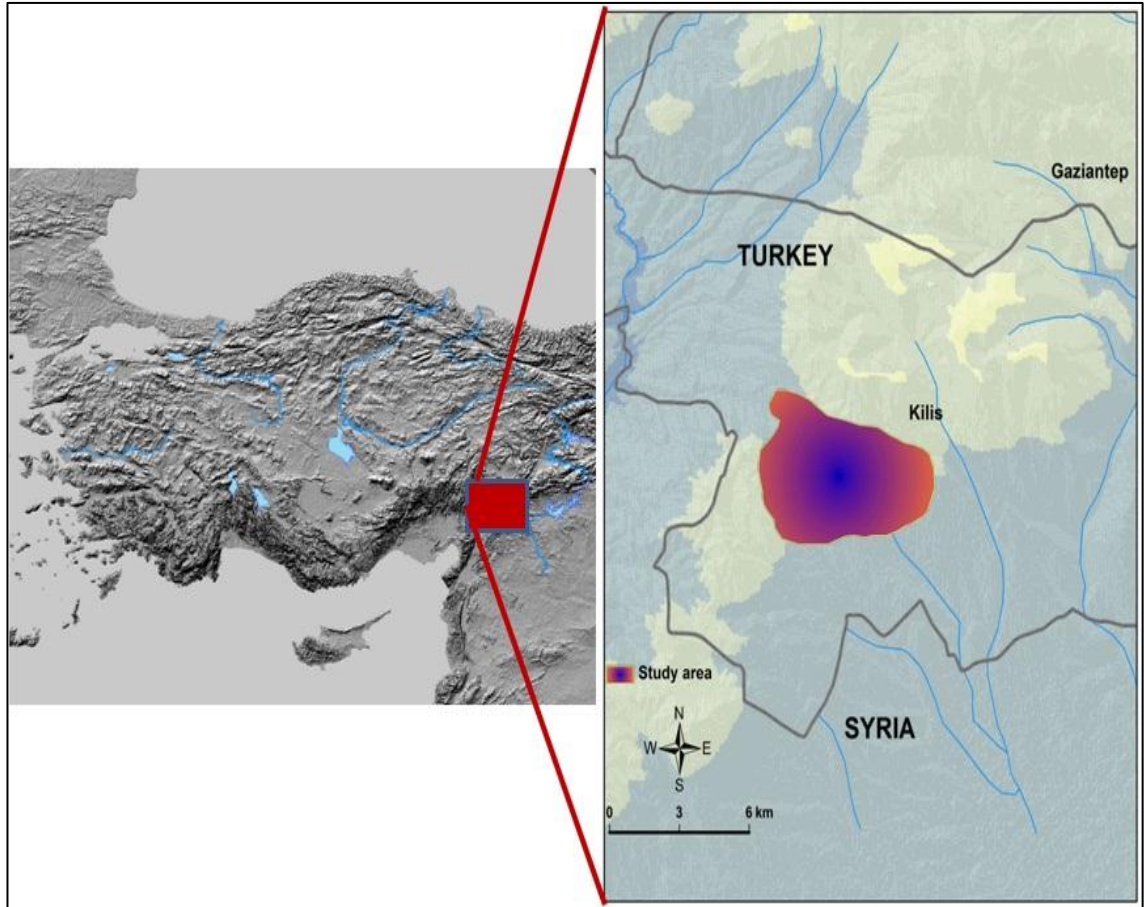 Gaziantep
TURKEY
Kilis
Study area
SYRIA
N
W E
S
0 3 6 km